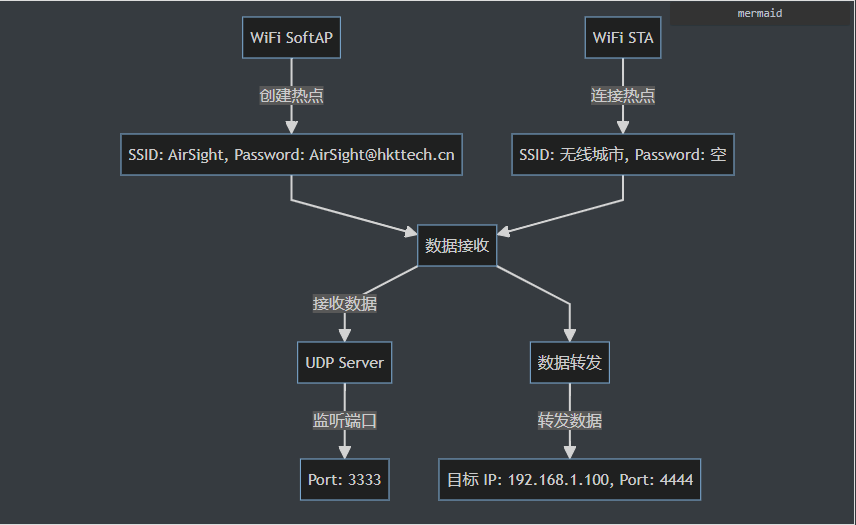 mermaid
WiFi SoftAP
WiFi STA
创建热点
连接热点
SSID: AirSight, Password: AirSight@hkttech.cn
SSID: 无线城市, Password: 空
数据接收
接收数据
UDP Server
数据转发
监听端口
转发数据
Port: 3333
目标 IP: 192.168.1.100, Port: 4444